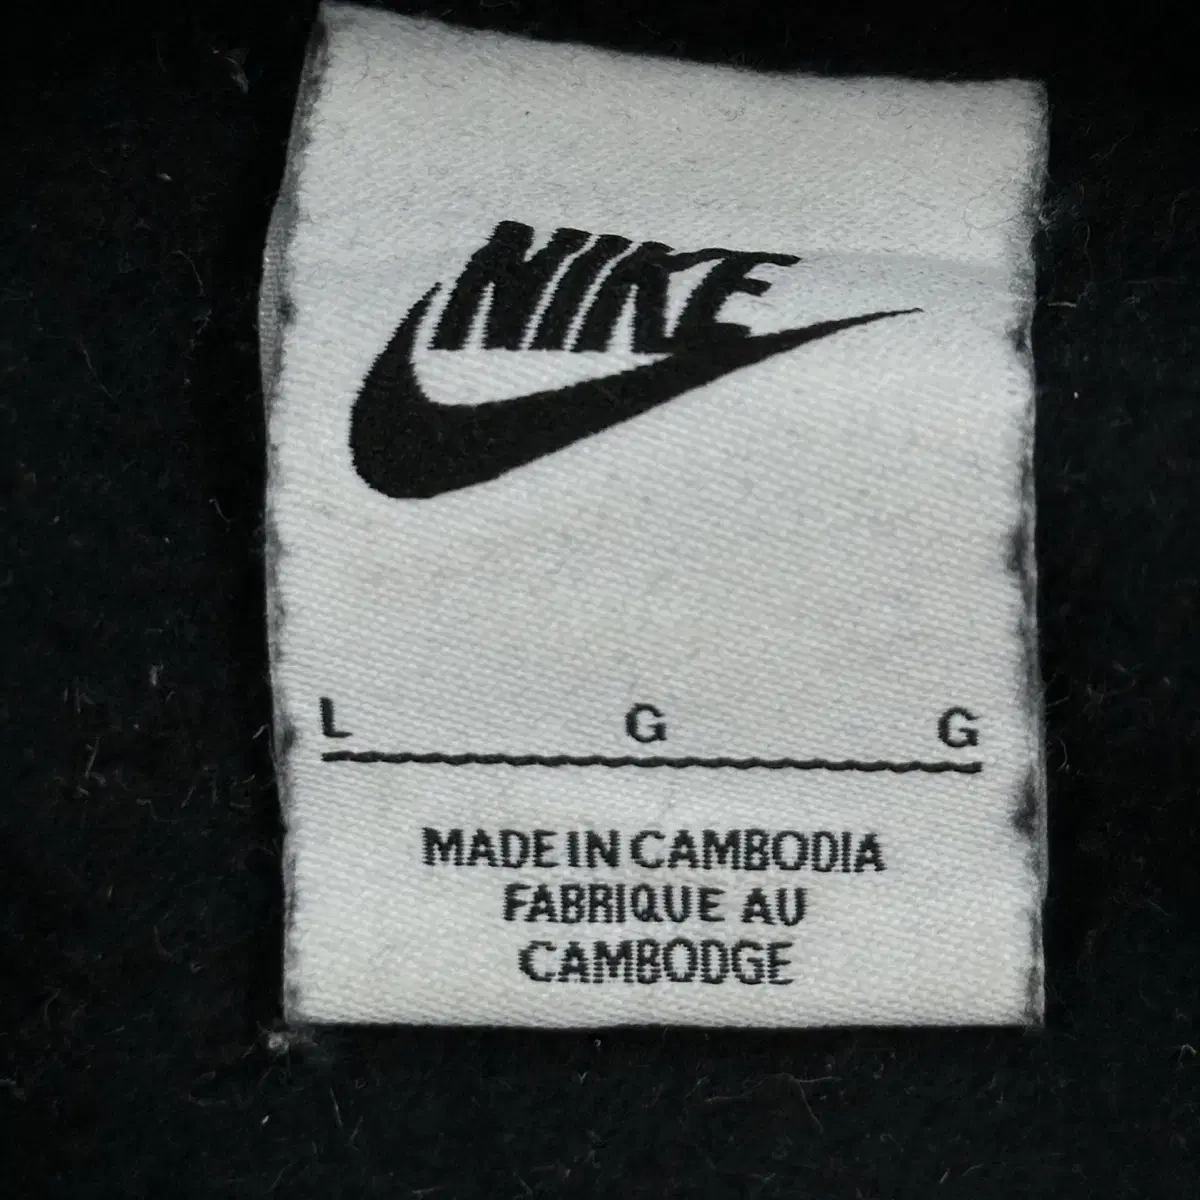 NIKE
L G G
MADE IN CAMBODIA
FABRIQUE AU
CAMBODGE